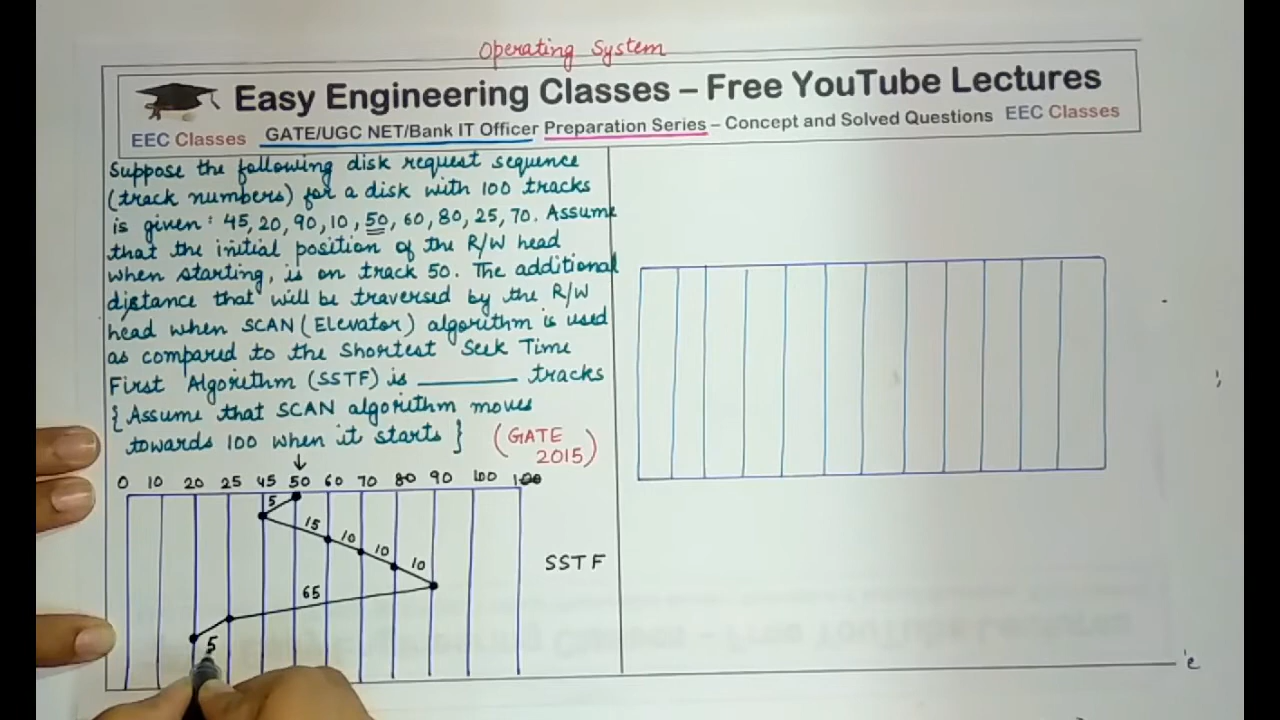 Operating System
Easy Engineering Classes – Free YouTube Lectures
EEC Classes GATE/UGC NET/Bank IT Officer Preparation Series – Concept and Solved Questions EEC Classes
Suppose the following disk request sequence
(track numbers) for a disk with 100 tracks
is given : 45, 20, 90, 10, 50, 60, 80, 25, 70. Assume
that the initial position of the R/W head
when starting, is on track 50. The additional
distance that will be traversed by the R/W
head when SCAN (Elevator) algorithm is used
as compared to the Shortest Seek Time
First Algorithm (SSTF) is ________ tracks
{Assume that SCAN algorithm moves
towards 100 when it starts } (GATE
2015)
0 10 20 25 45 50 60 70 80 90 100
5
15
10
10
10
SSTF
65
5